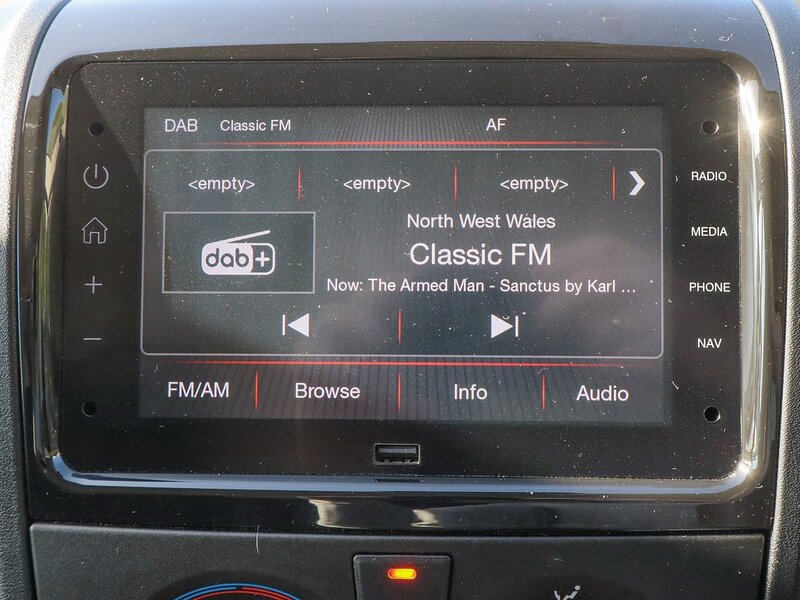 DAB Classic FM AF
<empty> <empty> <empty>
RADIO
North West Wales
MEDIA
dab+
Classic FM
Now: The Armed Man - Sanctus by Karl ...
PHONE
NAV
FM/AM Browse Info Audio